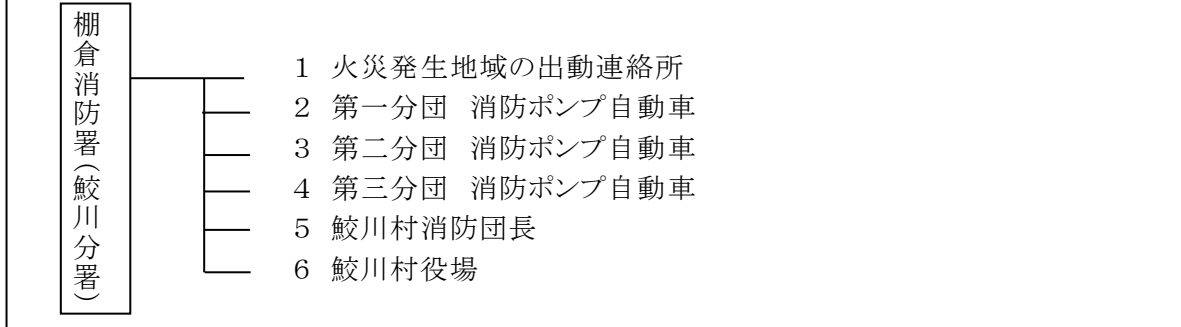 棚倉消防署（鮫川分署）
１ 火災発生地域の出動連絡所
２ 第一分団 消防ポンプ自動車
３ 第二分団 消防ポンプ自動車
４ 第三分団 消防ポンプ自動車
５ 鮫川村消防団長
６ 鮫川村役場